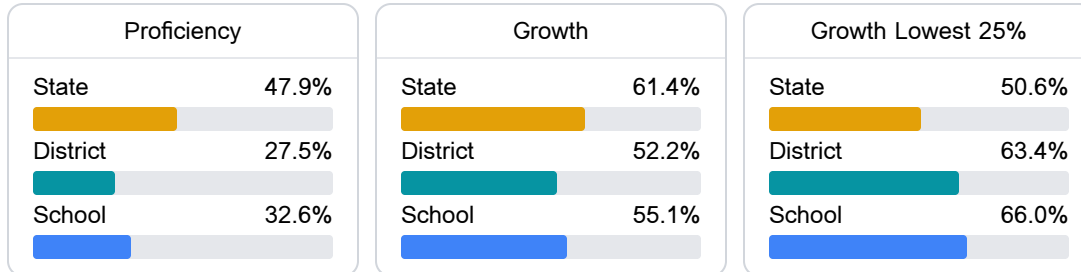 Proficiency
State 47.9%
District 27.5%
School 32.6%
Growth
State 61.4%
District 52.2%
School 55.1%
Growth Lowest 25%
State 50.6%
District 63.4%
School 66.0%